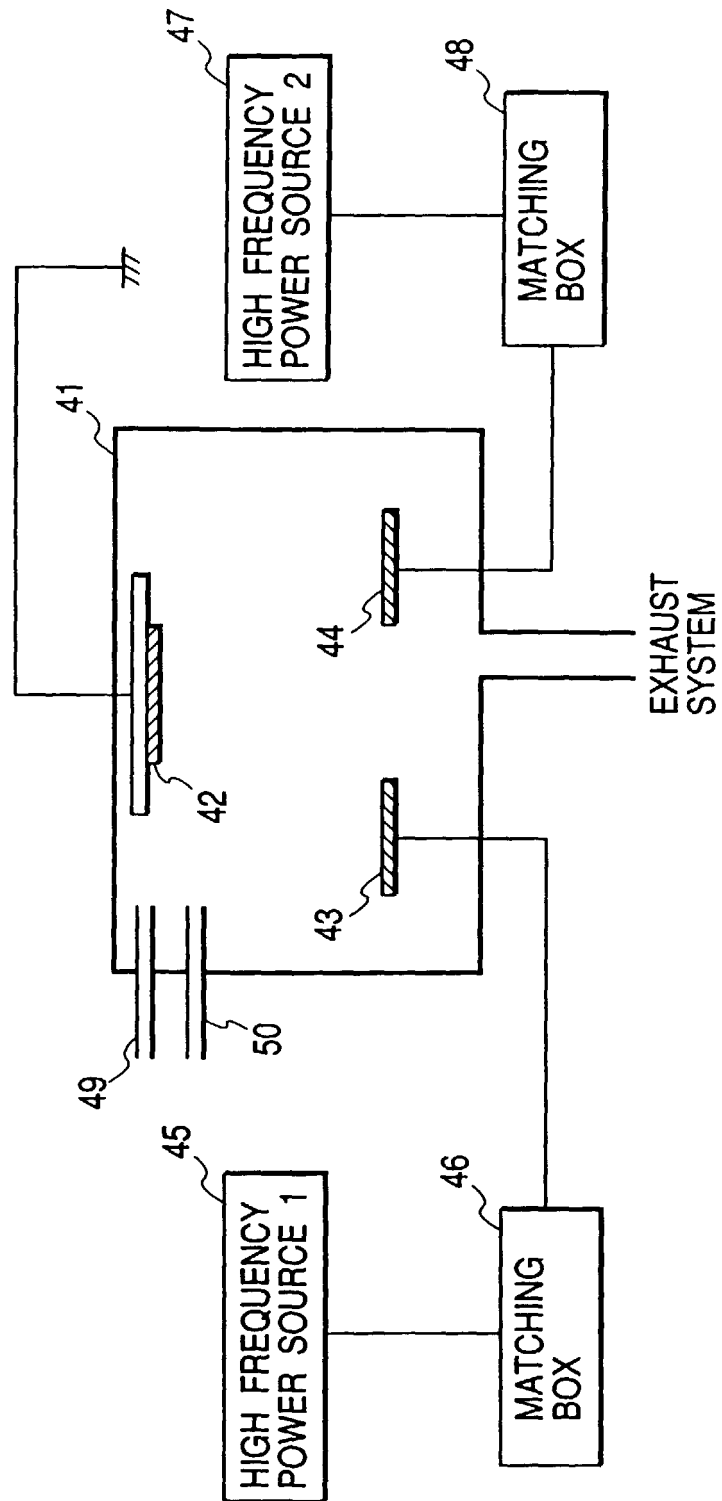 41
47
45
HIGH FREQUENCY
POWER SOURCE 1
HIGH FREQUENCY
POWER SOURCE 2
49
50
42
43
44
46
48
MATCHING
BOX
MATCHING
BOX
EXHAUST
SYSTEM